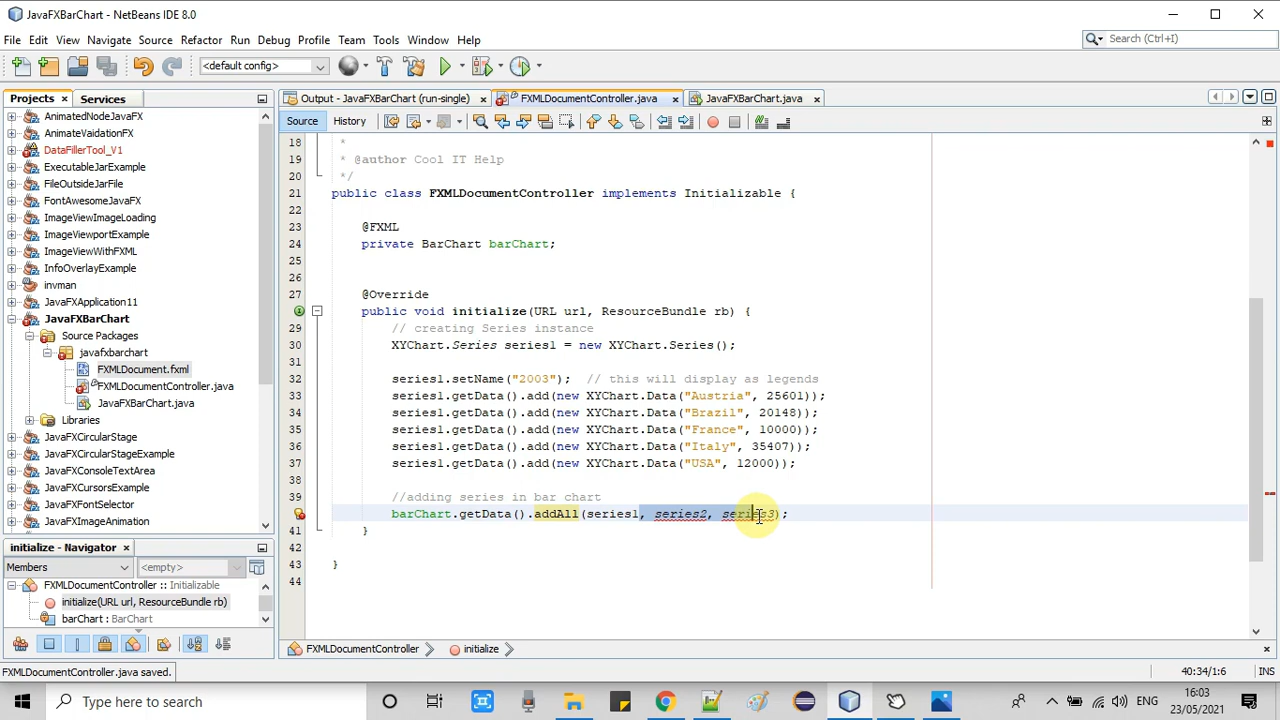 JavaFXBarChart - NetBeans IDE 8.0
File Edit View Navigate Source Refactor Run Debug Profile Team Tools Window Help
Search (Ctrl+I)
<default config>
Projects Services
Output - JavaFXBarChart (run-single) FXMLDocumentController.java JavaFXBarChart.java
Source History
AnimatedNodeJavaFX
AnimateVaidationFX
DataFillerTool_V1
ExecutableJarExample
FileOutsideJarFile
FontAwesomeJavaFX
ImageViewImageLoading
ImageViewportExample
ImageViewWithFXML
InfoOverlayExample
invman
JavaFXApplication11
JavaFXBarChart
Source Packages
javafxbarchart
FXMLDocument.fxml
FXMLDocumentController.java
JavaFXBarChart.java
Libraries
JavaFXCircularStage
JavaFXCircularStageExample
JavaFXConsoleTextArea
JavaFXCursorsExample
JavaFXFontSelector
JavaFXImageAnimation
18 *
19 * @author Cool IT Help
20 */
21 public class FXMLDocumentController implements Initializable {
22
23 @FXML
24 private BarChart barChart;
25
26
27 @Override
public void initialize(URL url, ResourceBundle rb) {
29 // creating Series instance
30 XYChart.Series series1 = new XYChart.Series();
31
32 series1.setName("2003"); // this will display as legends
33 series1.getData().add(new XYChart.Data("Austria", 25601));
34 series1.getData().add(new XYChart.Data("Brazil", 20148));
35 series1.getData().add(new XYChart.Data("France", 10000));
36 series1.getData().add(new XYChart.Data("Italy", 35407));
37 series1.getData().add(new XYChart.Data("USA", 12000));
38
39 //adding series in bar chart
barChart.getData().addAll(series1, series2, series3);
41 }
42
43 }
44
initialize - Navigator
Members <empty>
FXMLDocumentController :: Initializable
initialize(URL url, ResourceBundle rb)
barChart : BarChart
FXMLDocumentController initialize
FXMLDocumentController.java saved.
40:34/1:6 INS
Type here to search
ENG
16:03
23/05/2021